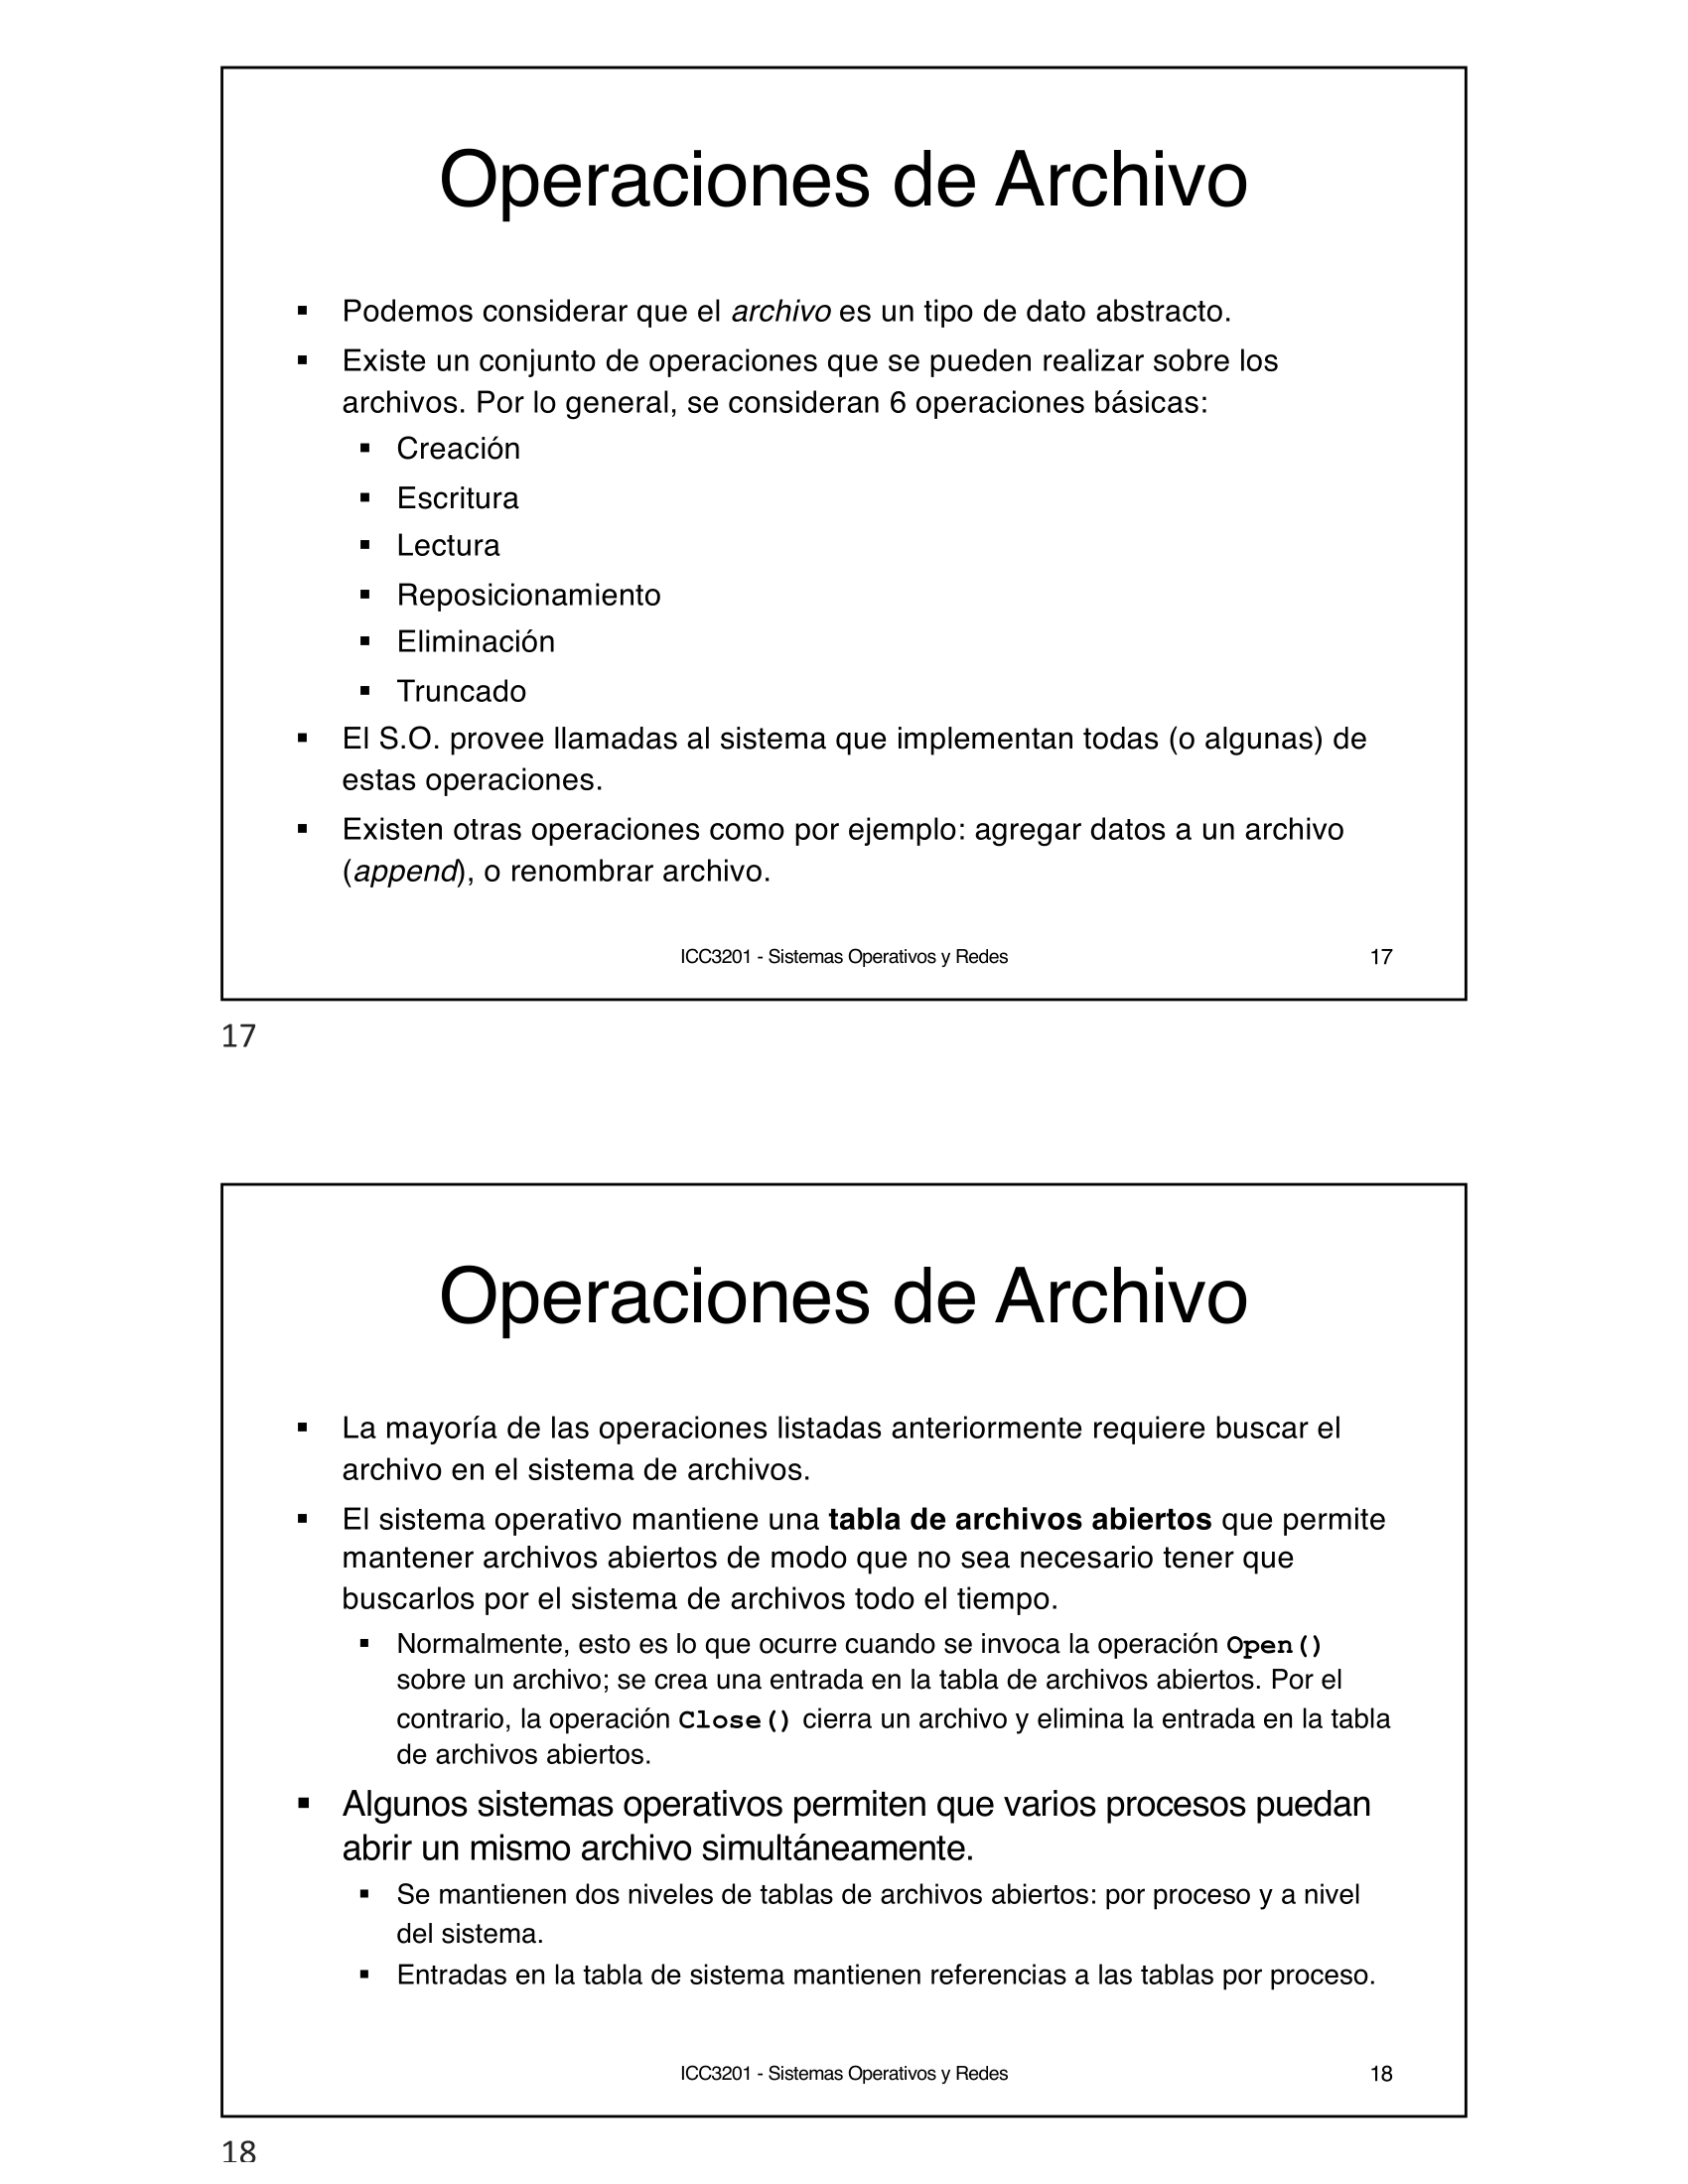 Operaciones de Archivo
▪ Podemos considerar que el archivo es un tipo de dato abstracto.
▪ Existe un conjunto de operaciones que se pueden realizar sobre los
archivos. Por lo general, se consideran 6 operaciones básicas:
▪ Creación
▪ Escritura
▪ Lectura
▪ Reposicionamiento
▪ Eliminación
▪ Truncado
▪ El S.O. provee llamadas al sistema que implementan todas (o algunas) de
estas operaciones.
▪ Existen otras operaciones como por ejemplo: agregar datos a un archivo
(append), o renombrar archivo.
ICC3201 - Sistemas Operativos y Redes 17
17
Operaciones de Archivo
▪ La mayoría de las operaciones listadas anteriormente requiere buscar el
archivo en el sistema de archivos.
▪ El sistema operativo mantiene una tabla de archivos abiertos que permite
mantener archivos abiertos de modo que no sea necesario tener que
buscarlos por el sistema de archivos todo el tiempo.
▪ Normalmente, esto es lo que ocurre cuando se invoca la operación Open()
sobre un archivo; se crea una entrada en la tabla de archivos abiertos. Por el
contrario, la operación Close() cierra un archivo y elimina la entrada en la tabla
de archivos abiertos.
▪ Algunos sistemas operativos permiten que varios procesos puedan
abrir un mismo archivo simultáneamente.
▪ Se mantienen dos niveles de tablas de archivos abiertos: por proceso y a nivel
del sistema.
▪ Entradas en la tabla de sistema mantienen referencias a las tablas por proceso.
ICC3201 - Sistemas Operativos y Redes 18
18